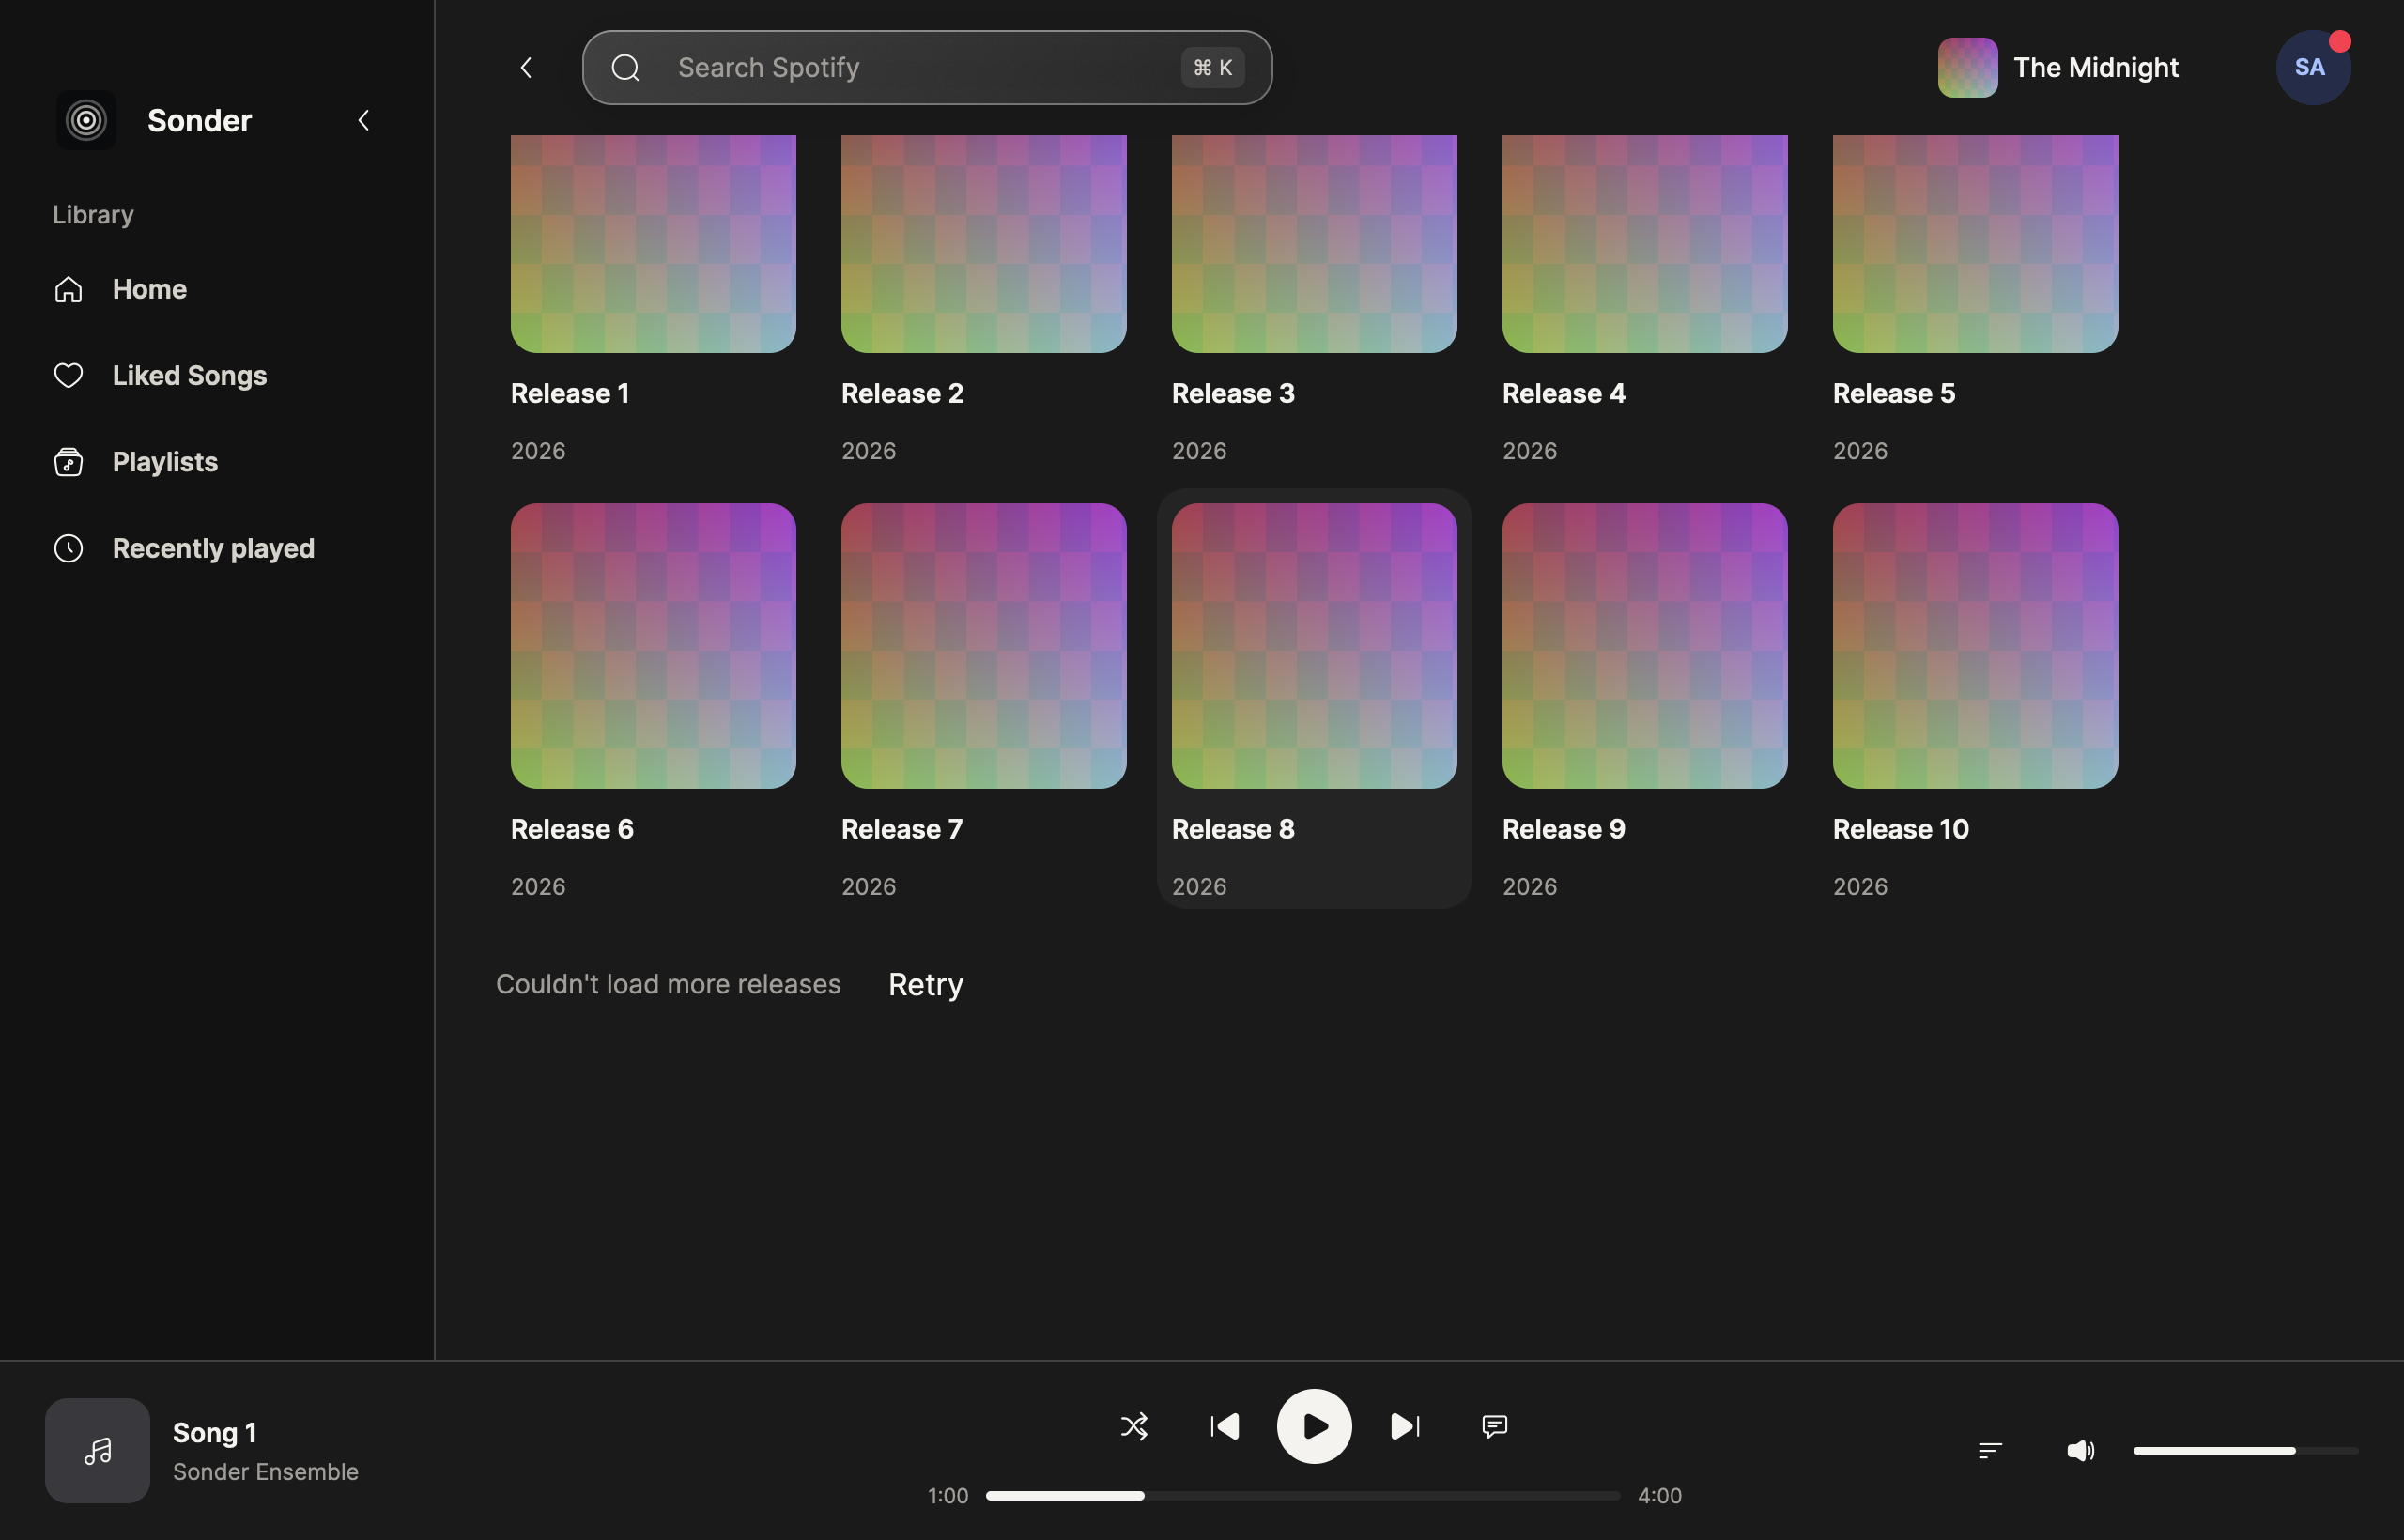 Search Spotify
⌘ K
The Midnight
SA
Sonder
Library
Home
Liked Songs
Playlists
Recently played
Release 1
Release 2
Release 3
Release 4
Release 5
2026
2026
2026
2026
2026
Release 6
Release 7
Release 8
Release 9
Release 10
2026
2026
2026
2026
2026
Couldn't load more releases
Retry
Song 1
Sonder Ensemble
1:00
4:00